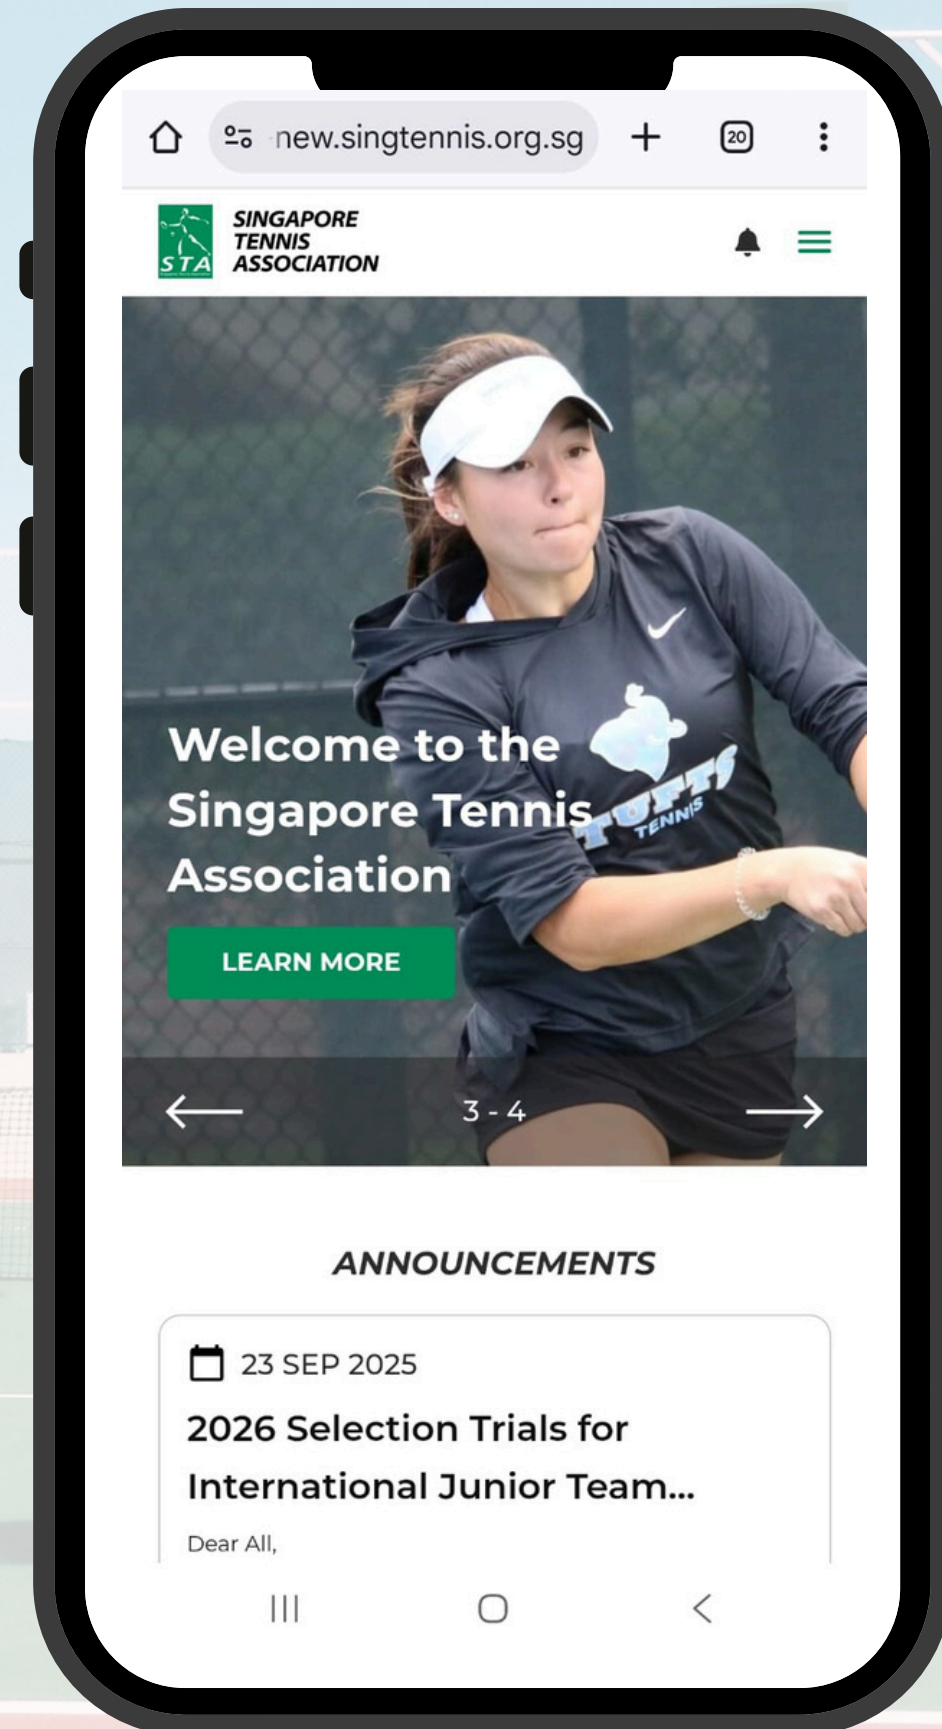 new.singtennis.org.sg
20
STA
SINGAPORE
TENNIS
ASSOCIATION
TUFTS
TENNIS
Welcome to the
Singapore Tennis
Association
LEARN MORE
3 - 4
ANNOUNCEMENTS
23 SEP 2025
2026 Selection Trials for
International Junior Team...
Dear All,